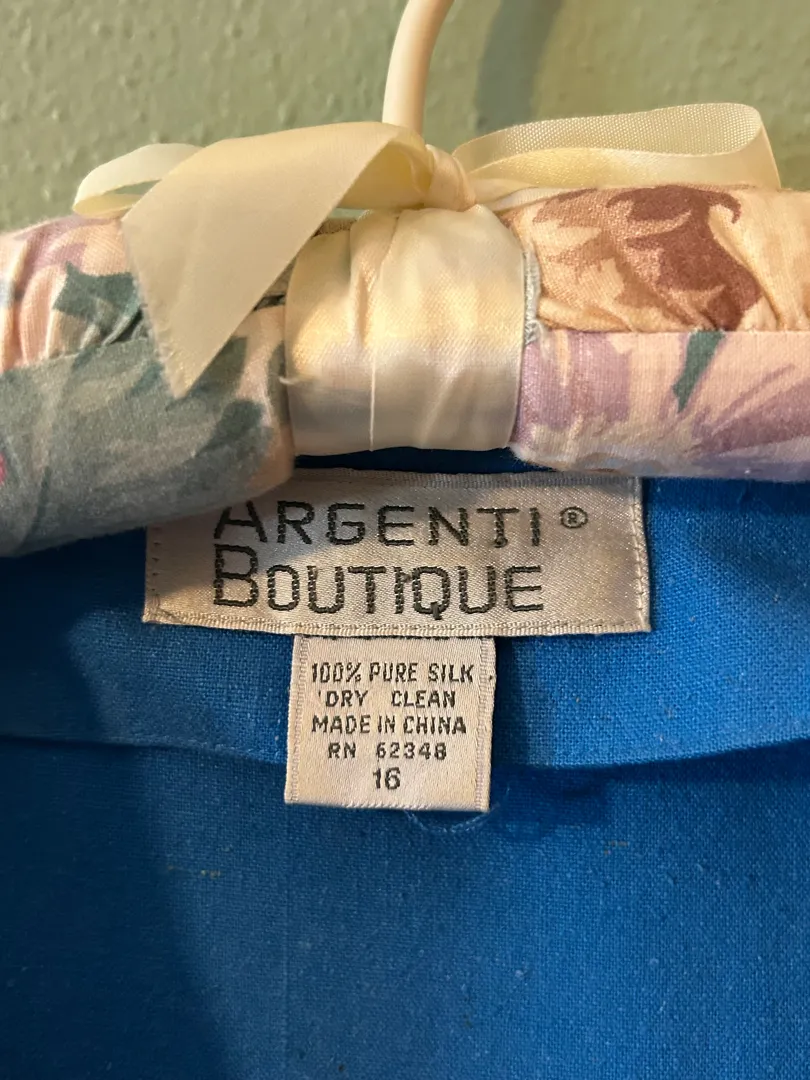 ARGENTI ®
BOUTIQUE
100% PURE SILK
DRY CLEAN
MADE IN CHINA
RN 62348
16